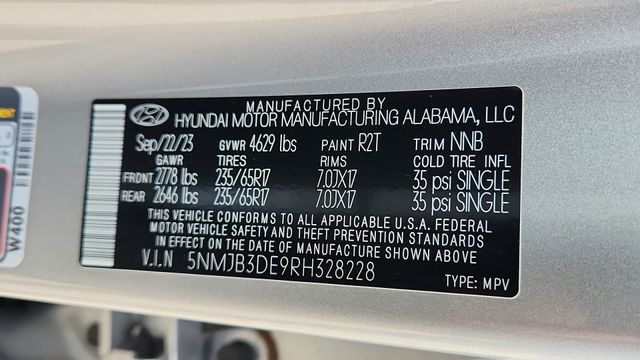 MANUFACTURED BY
HYUNDAI MOTOR MANUFACTURING ALABAMA, LLC
Sep/22/23 GVWR 4629 lbs PAINT R2T TRIM NNB
GAWR TIRES RIMS COLD TIRE INFL
FRONT 2778 lbs 235/65R17 7.0JX17 35 psi SINGLE
REAR 2646 lbs 235/65R17 7.0JX17 35 psi SINGLE
THIS VEHICLE CONFORMS TO ALL APPLICABLE U.S.A. FEDERAL
MOTOR VEHICLE SAFETY AND THEFT PREVENTION STANDARDS
IN EFFECT ON THE DATE OF MANUFACTURE SHOWN ABOVE
V.I.N 5NMJB3DE9RH328228
TYPE: MPV
W400